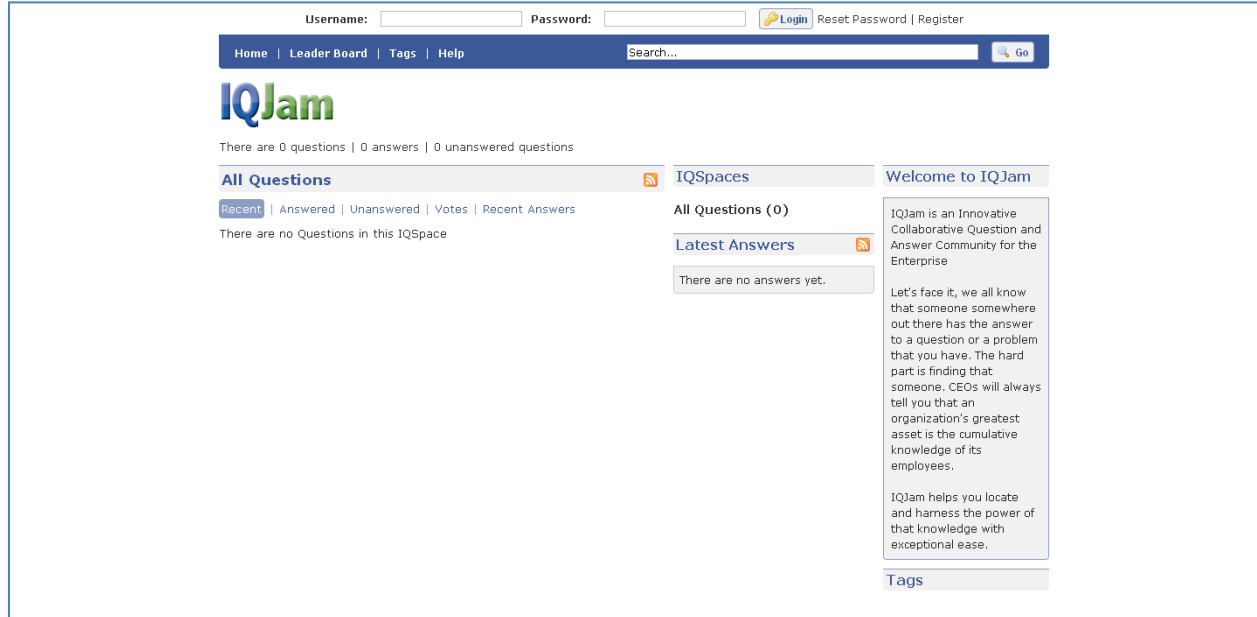 Username: Password: Login Reset Password | Register
Home | Leader Board | Tags | Help Search... Go
IQJam
There are 0 questions | 0 answers | 0 unanswered questions
All Questions
Recent | Answered | Unanswered | Votes | Recent Answers
There are no Questions in this IQSpace
IQSpaces
All Questions (0)
Latest Answers
There are no answers yet.
Welcome to IQJam
IQJam is an Innovative
Collaborative Question and
Answer Community for the
Enterprise
Let's face it, we all know
that someone somewhere
out there has the answer
to a question or a problem
that you have. The hard
part is finding that
someone. CEOs will always
tell you that an
organization's greatest
asset is the cumulative
knowledge of its
employees.
IQJam helps you locate
and harness the power of
that knowledge with
exceptional ease.
Tags